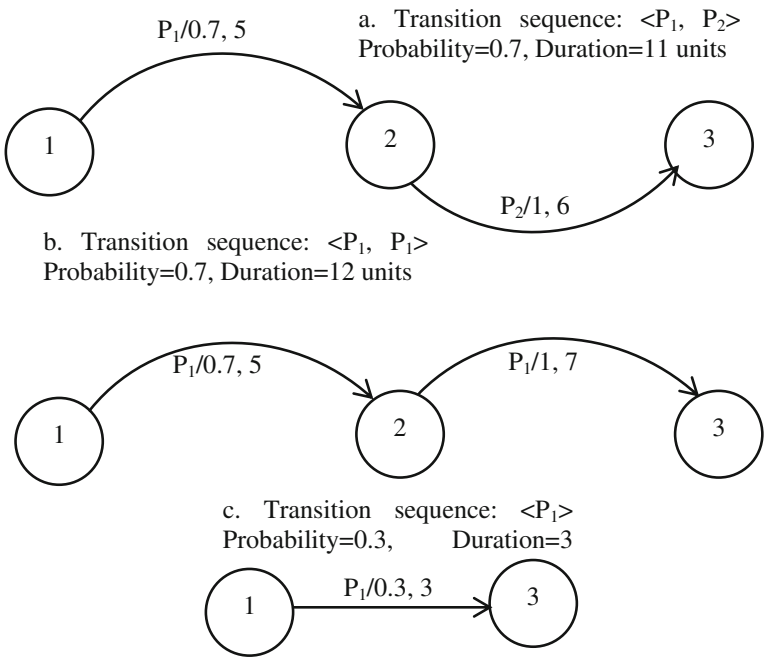 a. Transition sequence: <P₁, P₂>
Probability=0.7, Duration=11 units
P₁/0.7, 5
1
2
3
P₂/1, 6
b. Transition sequence: <P₁, P₁>
Probability=0.7, Duration=12 units
P₁/0.7, 5
P₁/1, 7
1
2
3
c. Transition sequence: <P₁>
Probability=0.3, Duration=3
P₁/0.3, 3
1
3